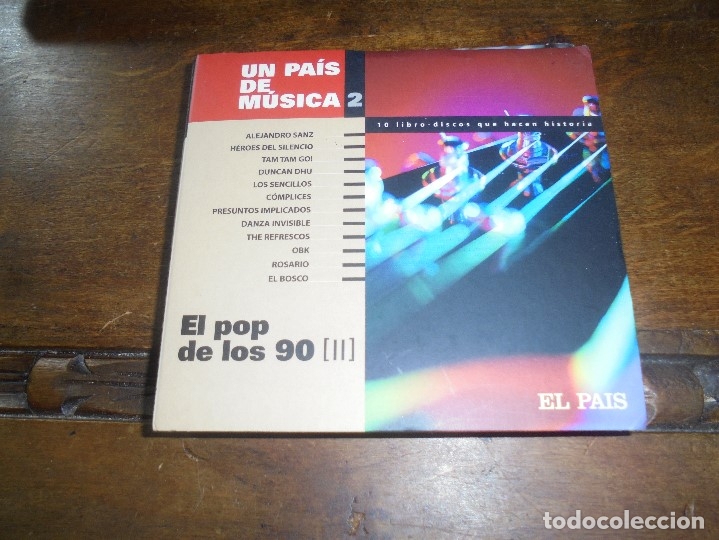 UN PAÍS
DE
MÚSICA 2
10 libro-discos que hacen historia
ALEJANDRO SANZ
HÉROES DEL SILENCIO
TAM TAM GO!
DUNCAN DHU
LOS SENCILLOS
CÓMPLICES
PRESUNTOS IMPLICADOS
DANZA INVISIBLE
THE REFRESCOS
OBK
ROSARIO
EL BOSCO
El pop
de los 90 [II]
EL PAIS
todocoleccion